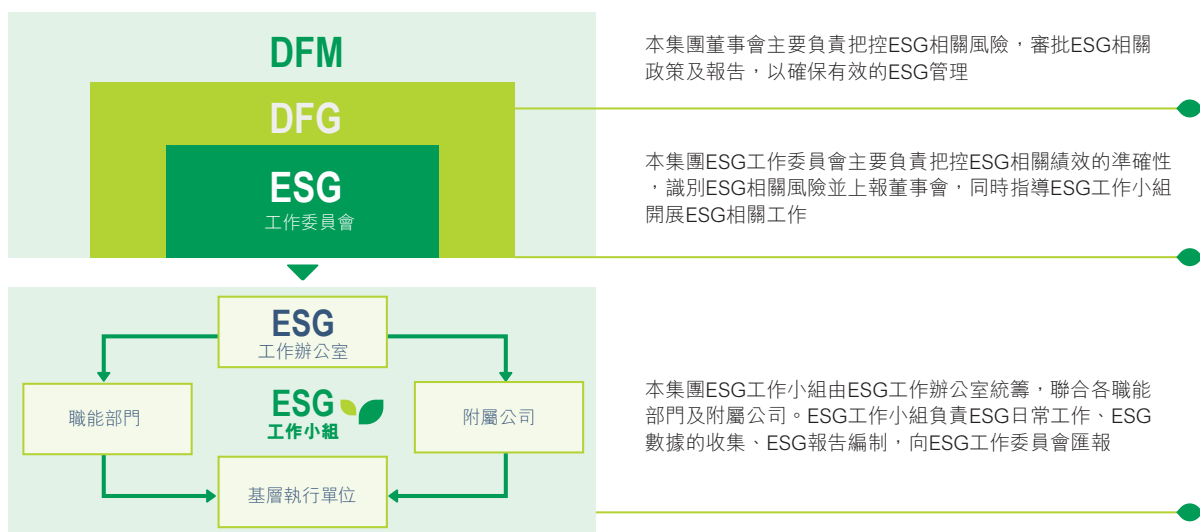 DFM
DFG
ESG
工作委員會
本集團董事會主要負責把控ESG相關風險，審批ESG相關
政策及報告，以確保有效的ESG管理
本集團ESG工作委員會主要負責把控ESG相關績效的準確性
，識別ESG相關風險並上報董事會，同時指導ESG工作小組
開展ESG相關工作
ESG
工作辦公室
職能部門
ESG
工作小組
附屬公司
基層執行單位
本集團ESG工作小組由ESG工作辦公室統籌，聯合各職能
部門及附屬公司。ESG工作小組負責ESG日常工作、ESG
數據的收集、ESG報告編制，向ESG工作委員會匯報